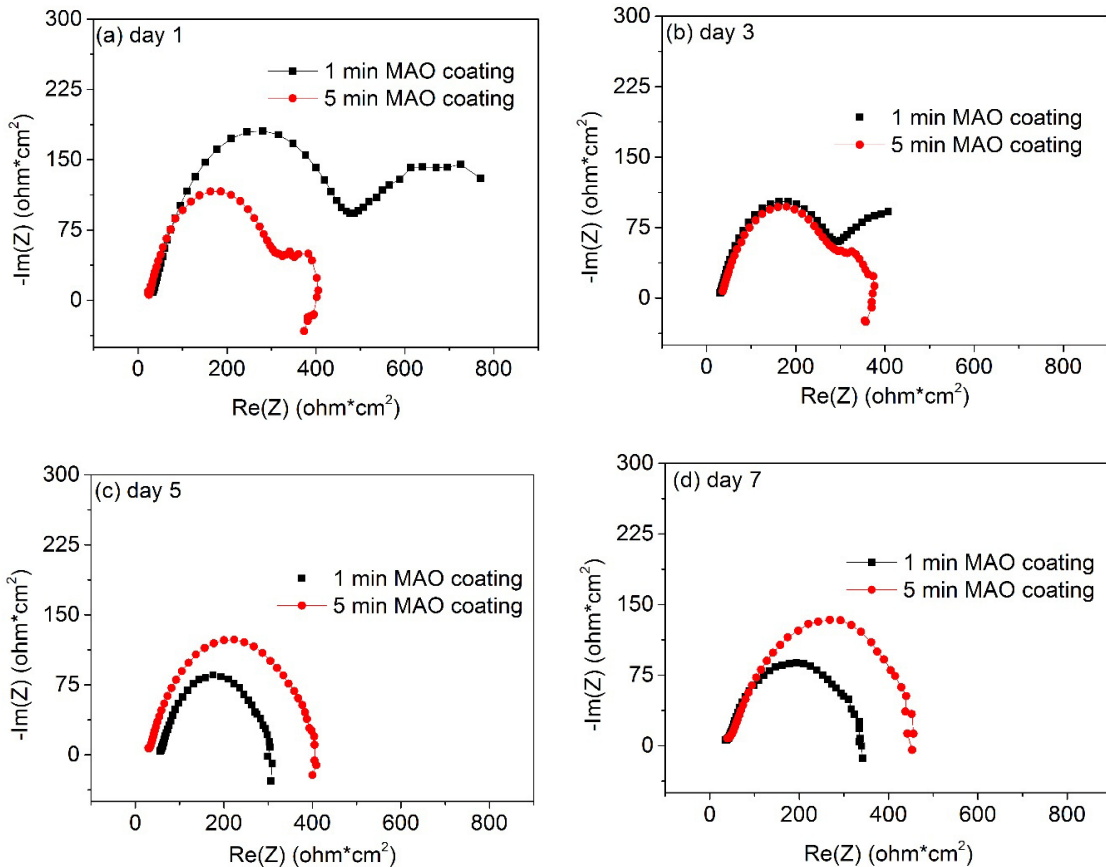 (a) day 1
1 min MAO coating
5 min MAO coating
300
225
150
75
0
-Im(Z) (ohm*cm²)
0 200 400 600 800
Re(Z) (ohm*cm²)
(b) day 3
1 min MAO coating
5 min MAO coating
300
225
150
75
0
-Im(Z) (ohm*cm²)
0 200 400 600 800
Re(Z) (ohm*cm²)
(c) day 5
1 min MAO coating
5 min MAO coating
300
225
150
75
0
-Im(Z) (ohm*cm²)
0 200 400 600 800
Re(Z) (ohm*cm²)
(d) day 7
1 min MAO coating
5 min MAO coating
300
225
150
75
0
-Im(Z) (ohm*cm²)
0 200 400 600 800
Re(Z) (ohm*cm²)